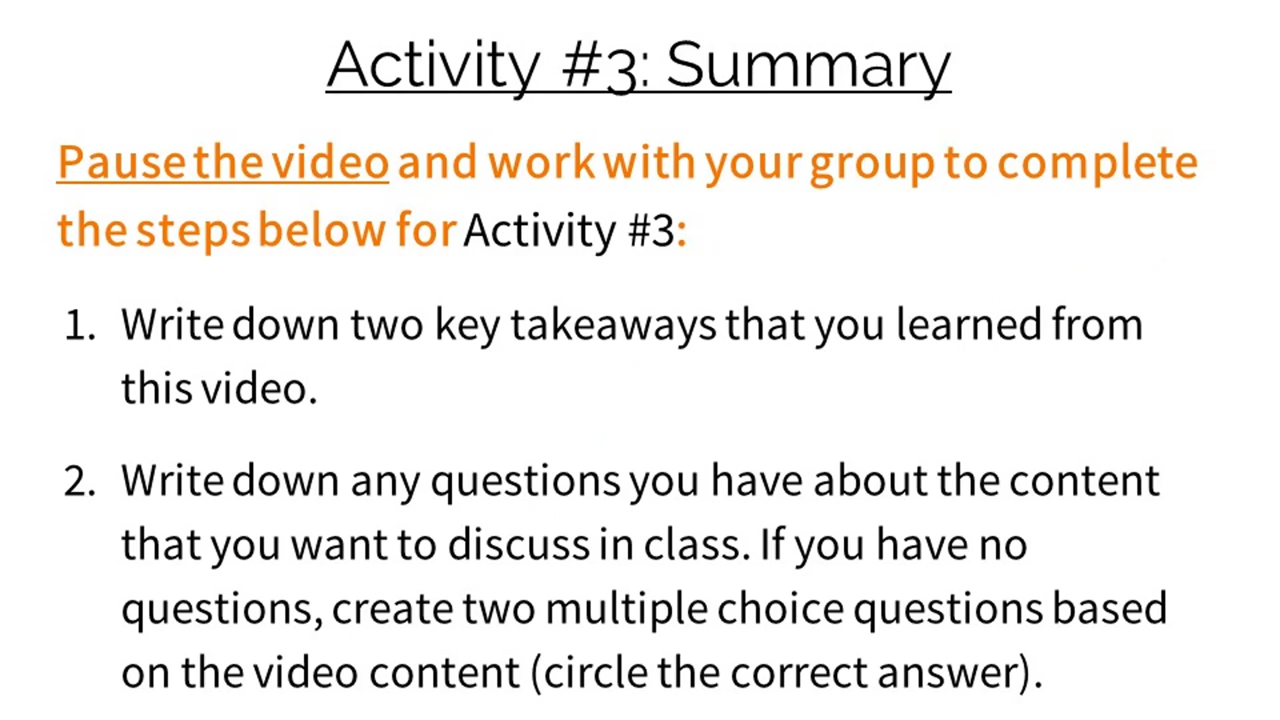 Activity #3: Summary
Pause the video and work with your group to complete
the steps below for Activity #3:
1. Write down two key takeaways that you learned from
this video.
2. Write down any questions you have about the content
that you want to discuss in class. If you have no
questions, create two multiple choice questions based
on the video content (circle the correct answer).